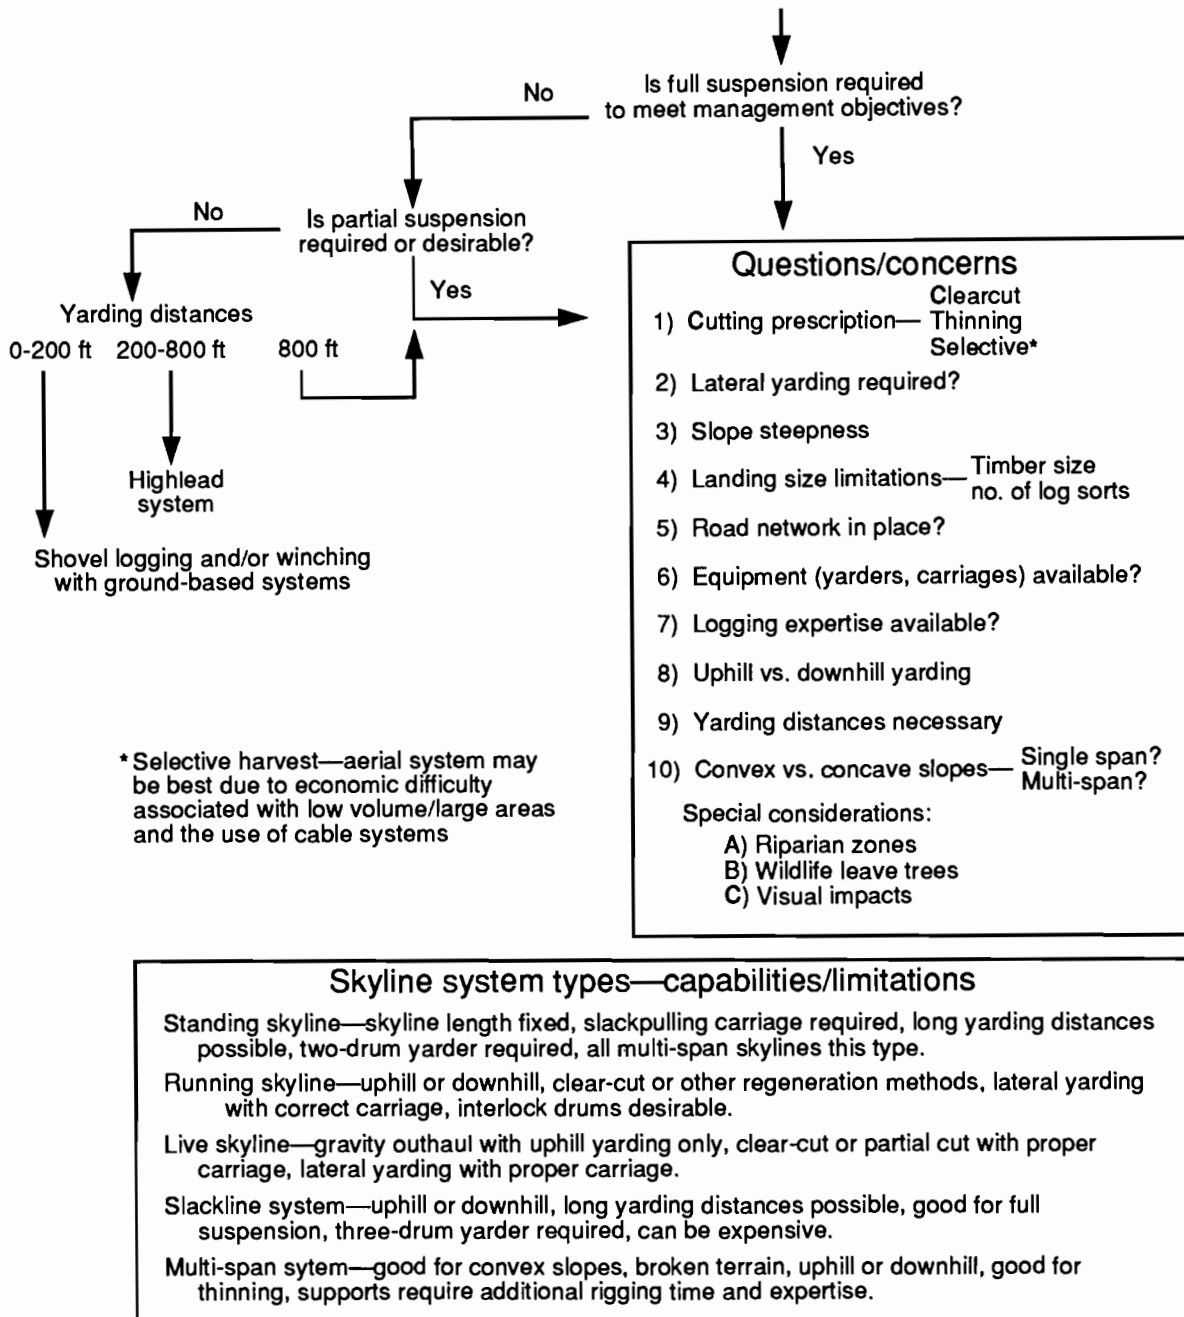 Is full suspension required
to meet management objectives?
No
Yes
Is partial suspension
required or desirable?
No
Yes
Yarding distances
0-200 ft 200-800 ft 800 ft
Highlead
system
Shovel logging and/or winching
with ground-based systems
Questions/concerns
1) Cutting prescription— Clearcut
Thinning
Selective*
2) Lateral yarding required?
3) Slope steepness
4) Landing size limitations— Timber size
no. of log sorts
5) Road network in place?
6) Equipment (yarders, carriages) available?
7) Logging expertise available?
8) Uphill vs. downhill yarding
9) Yarding distances necessary
10) Convex vs. concave slopes— Single span?
Multi-span?
Special considerations:
A) Riparian zones
B) Wildlife leave trees
C) Visual impacts
* Selective harvest—aerial system may
be best due to economic difficulty
associated with low volume/large areas
and the use of cable systems
Skyline system types—capabilities/limitations
Standing skyline—skyline length fixed, slackpulling carriage required, long yarding distances
possible, two-drum yarder required, all multi-span skylines this type.
Running skyline—uphill or downhill, clear-cut or other regeneration methods, lateral yarding
with correct carriage, interlock drums desirable.
Live skyline—gravity outhaul with uphill yarding only, clear-cut or partial cut with proper
carriage, lateral yarding with proper carriage.
Slackline system—uphill or downhill, long yarding distances possible, good for full
suspension, three-drum yarder required, can be expensive.
Multi-span sytem—good for convex slopes, broken terrain, uphill or downhill, good for
thinning, supports require additional rigging time and expertise.